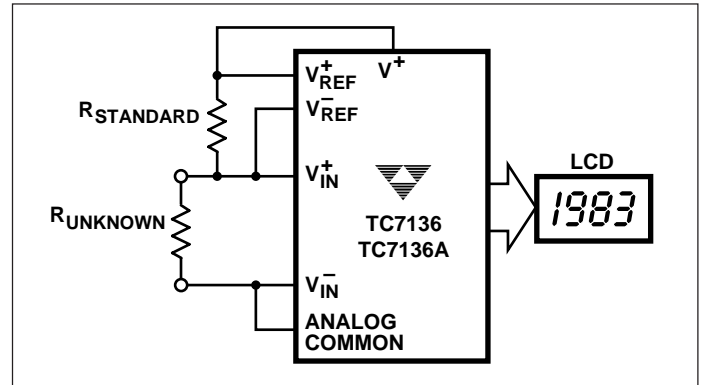 V+
V+REF
V−REF
RSTANDARD
V+IN
LCD
1983
TC7136
TC7136A
RUNKNOWN
V−IN
ANALOG
COMMON